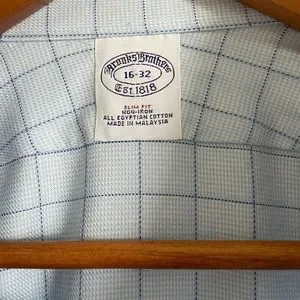 Brooks Brothers
16-32
Est. 1818
SLIM FIT
NON-IRON
ALL EGYPTIAN COTTON
MADE IN MALAYSIA